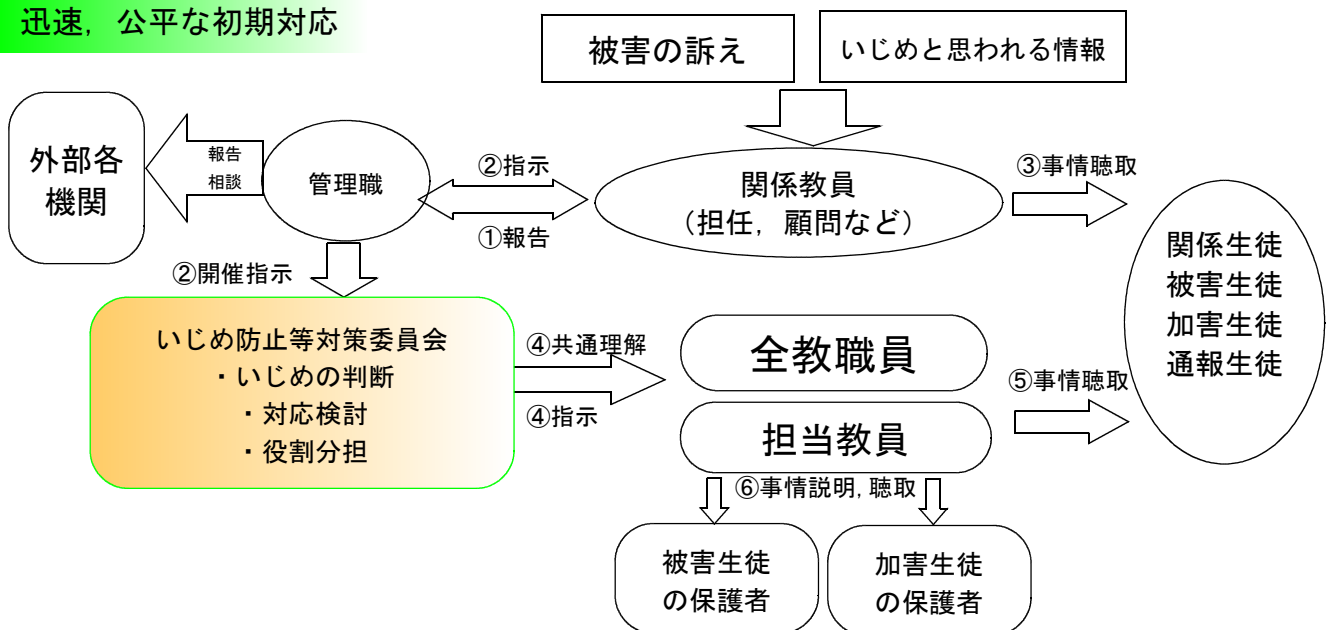 迅速，公平な初期対応
被害の訴え
いじめと思われる情報
外部各
機関
報告
相談
管理職
②指示
①報告
関係教員
（担任，顧問など）
③事情聴取
関係生徒
被害生徒
加害生徒
通報生徒
②開催指示
いじめ防止等対策委員会
・いじめの判断
・対応検討
・役割分担
④共通理解
④指示
全教職員
担当教員
⑤事情聴取
⑥事情説明，聴取
被害生徒
の保護者
加害生徒
の保護者